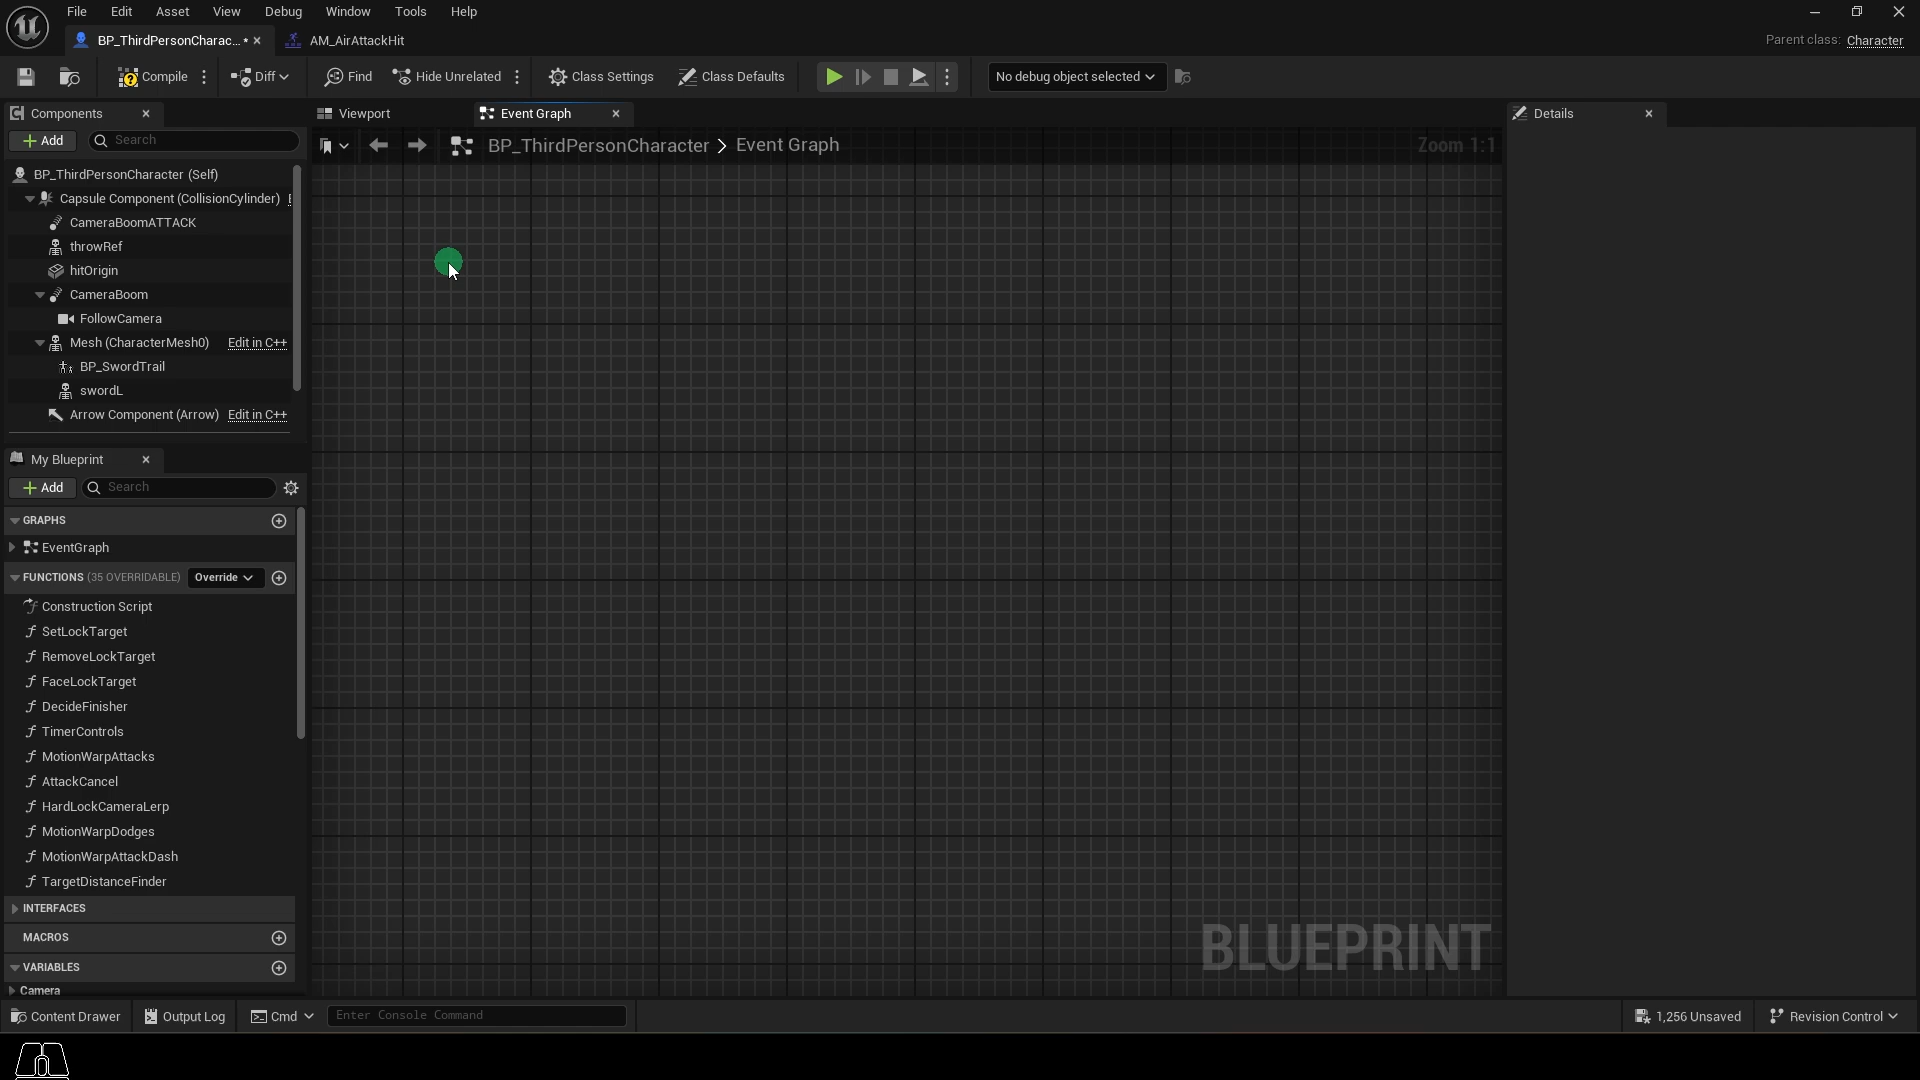 File Edit Asset View Debug Window Tools Help
BP_ThirdPersonCharac... • AM_AirAttackHit Parent class: Character
Compile Diff Find Hide Unrelated Class Settings Class Defaults No debug object selected
Components Viewport Event Graph Details
Add Search BP_ThirdPersonCharacter > Event Graph Zoom 1:1
BP_ThirdPersonCharacter (Self)
Capsule Component (CollisionCylinder)
CameraBoomATTACK
throwRef
hitOrigin
CameraBoom
FollowCamera
Mesh (CharacterMesh0) Edit in C++
BP_SwordTrail
swordL
Arrow Component (Arrow) Edit in C++
My Blueprint
Add Search
GRAPHS
EventGraph
FUNCTIONS (35 OVERRIDABLE) Override
Construction Script
SetLockTarget
RemoveLockTarget
FaceLockTarget
DecideFinisher
TimerControls
MotionWarpAttacks
AttackCancel
HardLockCameraLerp
MotionWarpDodges
MotionWarpAttackDash
TargetDistanceFinder
INTERFACES
MACROS
VARIABLES
Camera
BLUEPRINT
Content Drawer Output Log Cmd Enter Console Command 1,256 Unsaved Revision Control